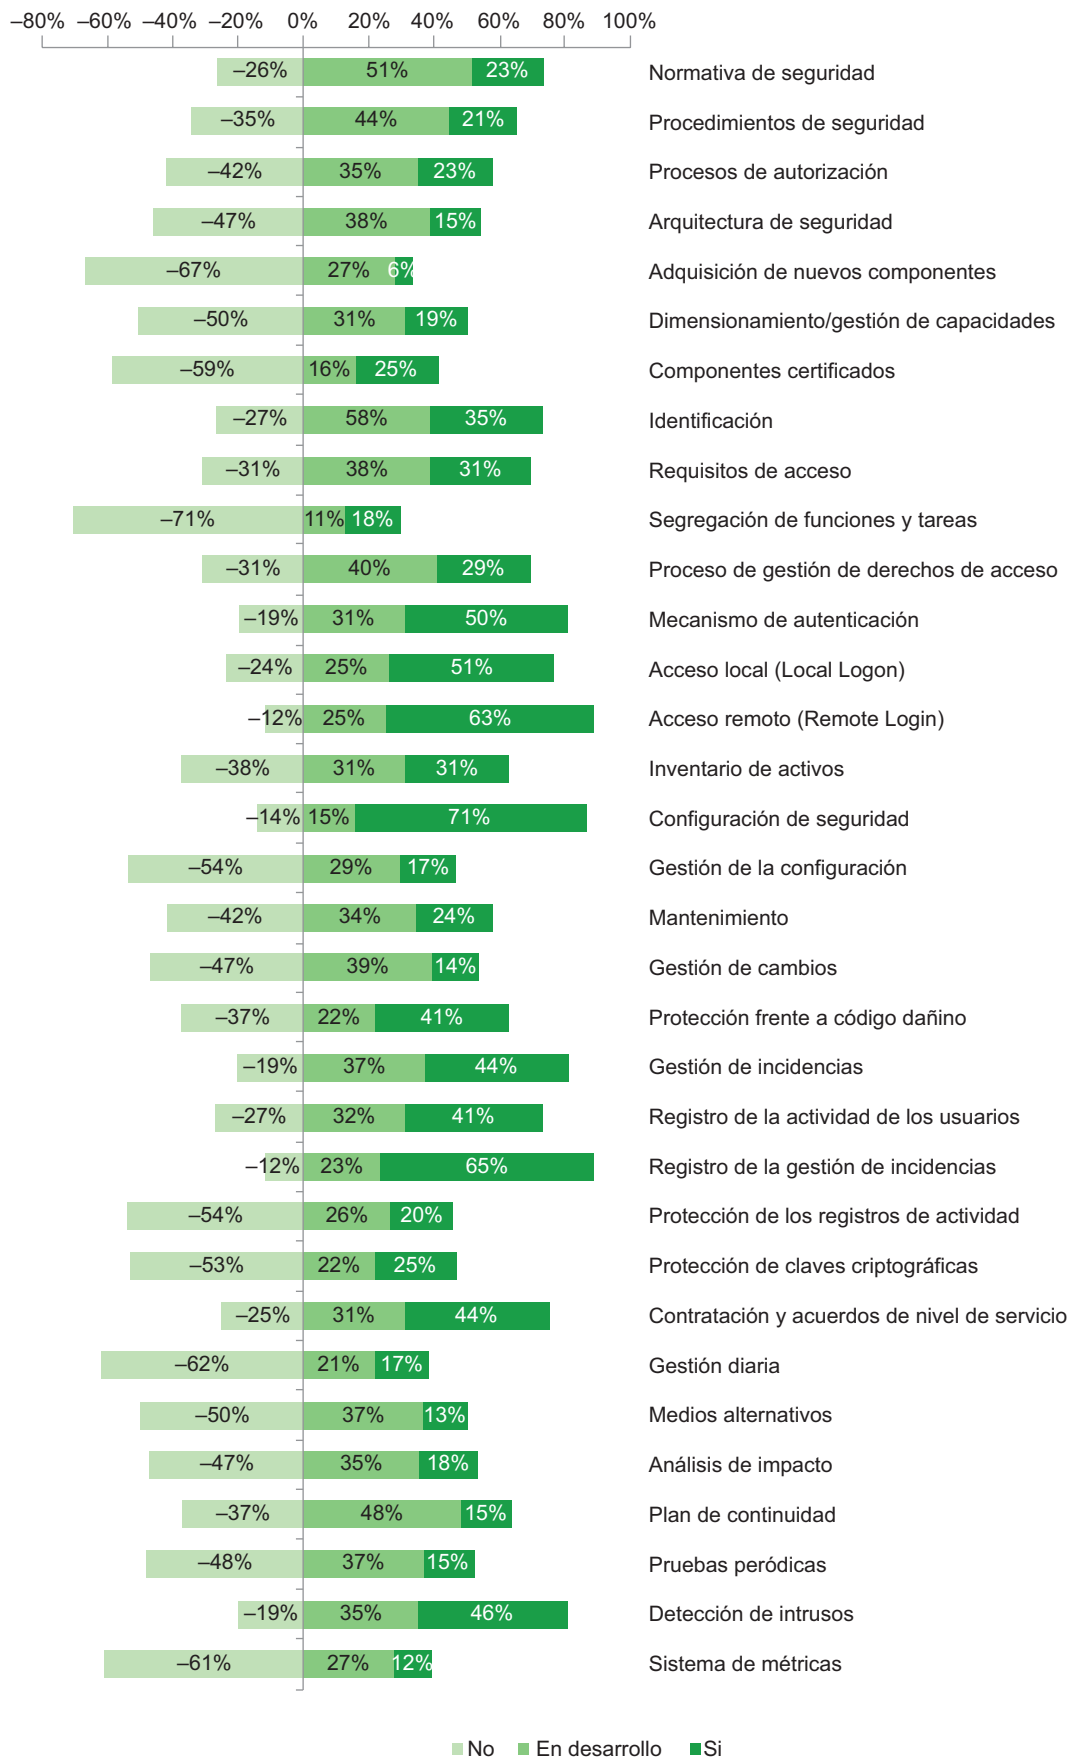 –80% –60% –40% –20% 0% 20% 40% 60% 80% 100%
–26% 51% 23% Normativa de seguridad
–35% 44% 21% Procedimientos de seguridad
–42% 35% 23% Procesos de autorización
–47% 38% 15% Arquitectura de seguridad
–67% 27% 6% Adquisición de nuevos componentes
–50% 31% 19% Dimensionamiento/gestión de capacidades
–59% 16% 25% Componentes certificados
–27% 58% 35% Identificación
–31% 38% 31% Requisitos de acceso
–71% 11% 18% Segregación de funciones y tareas
–31% 40% 29% Proceso de gestión de derechos de acceso
–19% 31% 50% Mecanismo de autenticación
–24% 25% 51% Acceso local (Local Logon)
–12% 25% 63% Acceso remoto (Remote Login)
–38% 31% 31% Inventario de activos
–14% 15% 71% Configuración de seguridad
–54% 29% 17% Gestión de la configuración
–42% 34% 24% Mantenimiento
–47% 39% 14% Gestión de cambios
–37% 22% 41% Protección frente a código dañino
–19% 37% 44% Gestión de incidencias
–27% 32% 41% Registro de la actividad de los usuarios
–12% 23% 65% Registro de la gestión de incidencias
–54% 26% 20% Protección de los registros de actividad
–53% 22% 25% Protección de claves criptográficas
–25% 31% 44% Contratación y acuerdos de nivel de servicio
–62% 21% 17% Gestión diaria
–50% 37% 13% Medios alternativos
–47% 35% 18% Análisis de impacto
–37% 48% 15% Plan de continuidad
–48% 37% 15% Pruebas peródicas
–19% 35% 46% Detección de intrusos
–61% 27% 12% Sistema de métricas
No En desarrollo Si